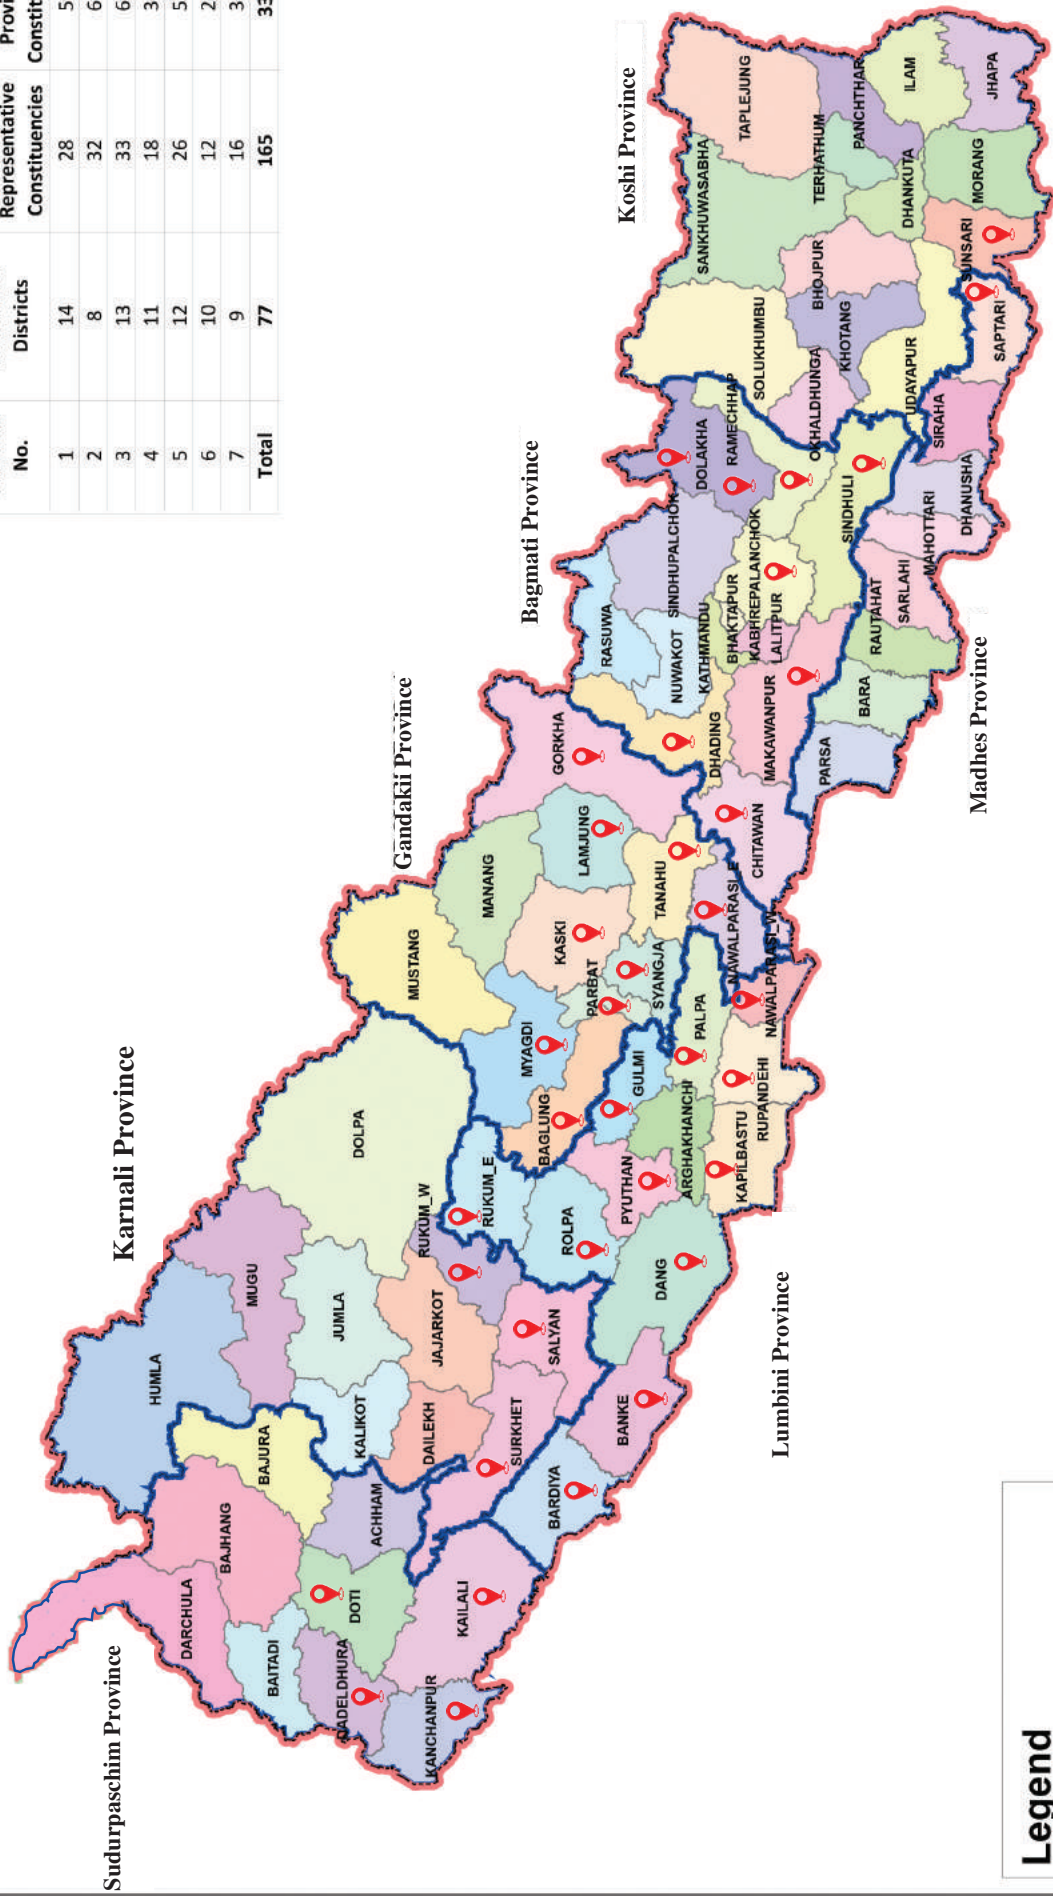 No. Districts Representative Constituencies Provi Constit
1 14 28 5
2 8 32 6
3 13 33 6
4 11 18 3
5 12 26 5
6 10 12 2
7 9 16 3
Total 77 165 33
Sudurpaschim Province
Karnali Province
Gandakii Province
Bagnati Province
Koshi Province
Lumbini Province
Madhes Province
DARCHULA
BAJHANG
BAITADI
BAJURA
DADELDHURA
DOTI
ACHHAM
KANCHANPUR
KAILALI
HUMLA
MUGU
JUMLA
KALIKOT
DOLPA
DAILEKH
JAJARKOT
RUKUM_W
SURKHET
SALYAN
BARDIYA
BANKE
DANG
RUKUM_E
ROLPA
PYUTHAN
GULMI
ARGHAKHANCHI
PALPA
KAPILBASTU
RUPANDEHI
NAWALPARASI_W
MUSTANG
MANANG
MYAGDI
BAGLUNG
KASKI
PARBAT
SYANGJA
LAMJUNG
TANAHU
GORKHA
NAWALPARASI_E
CHITAWAN
DHADING
RASUWA
NUWAKOT
SINDHUPALCHOK
KATHMANDU
BHAKTAPUR
KABHREPALANCHOK
LALITPUR
MAKAWANPUR
DOLAKHA
RAMECHHAP
SINDHULI
PARSA
BARA
RAUTAHAT
SARLAHI
MAHOTTARI
DHANUSHA
SIRAHA
SAPTARI
SOLUKHUMBU
OKHALDHUNGA
KHOTANG
BHOJPUR
UDAYAPUR
SANKHUWASABHA
TAPLEJUNG
TERHATHUM
PANCHTHAR
DHANKUTA
ILAM
SUNSARI
MORANG
JHAPA
Legend